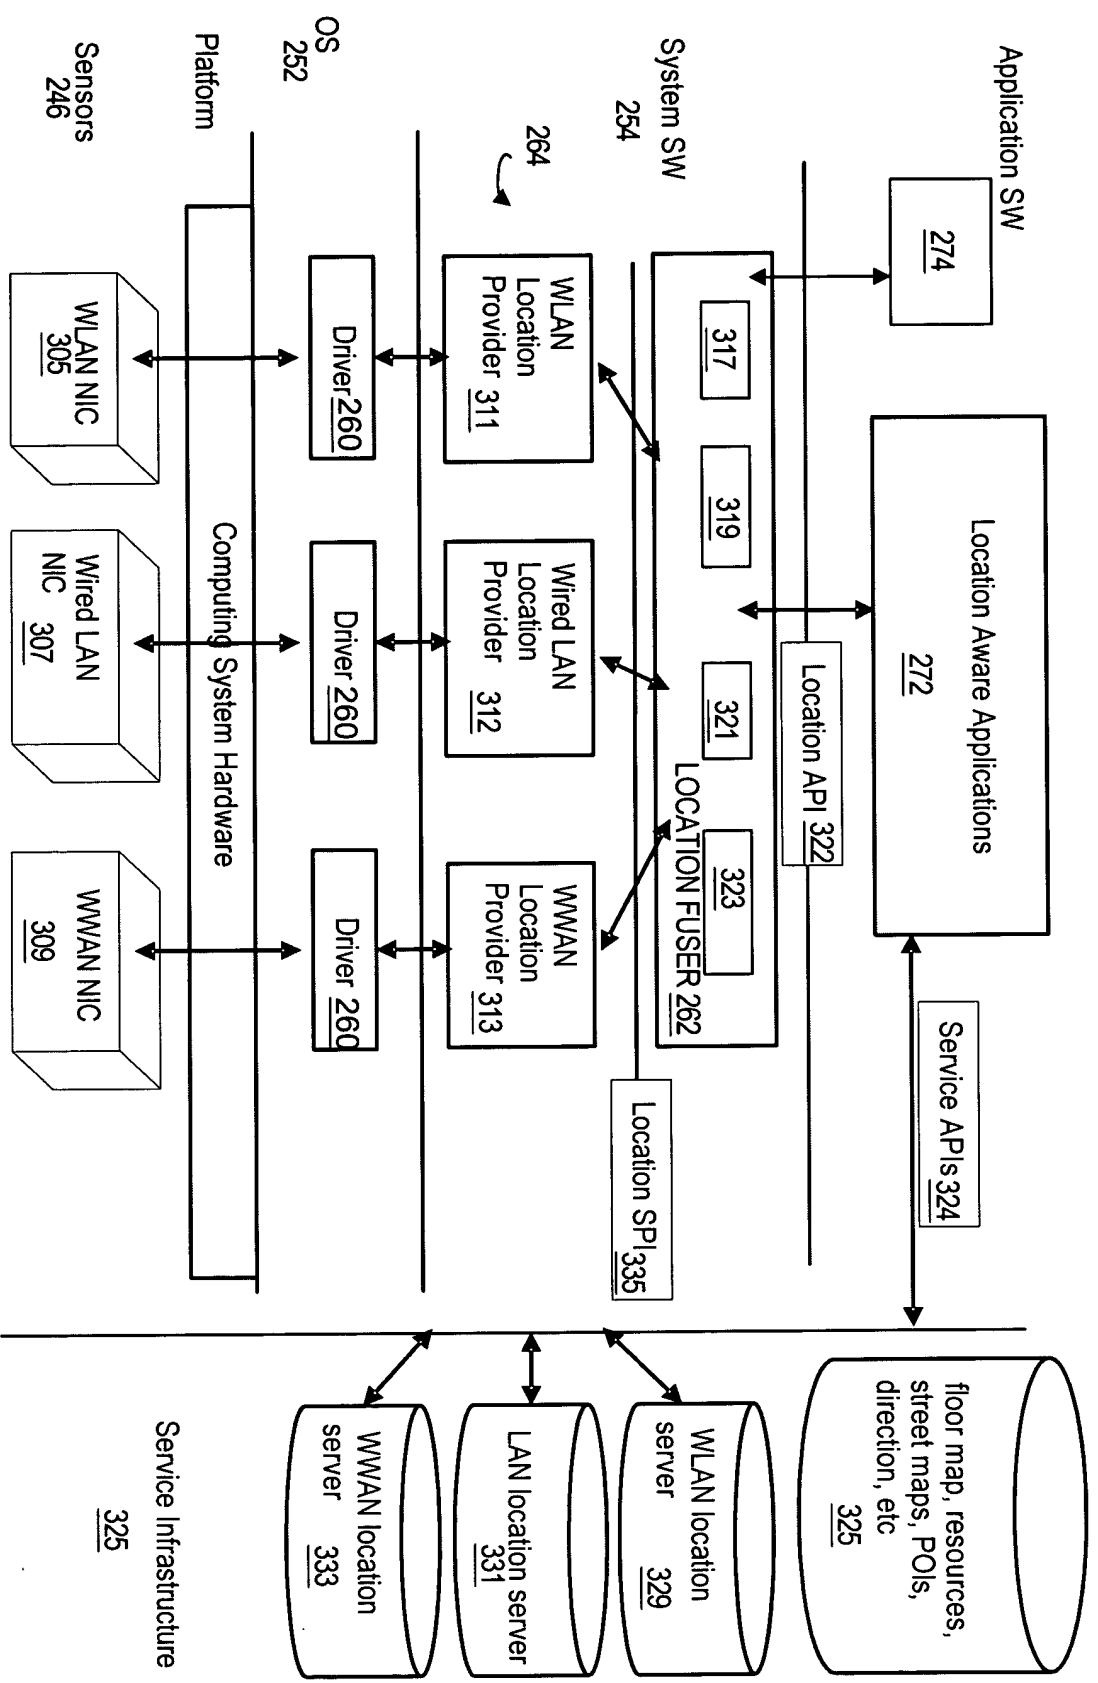 Application SW
274
Location Aware Applications
272
Service APIs 324
floor map, resources,
street maps, POIs,
direction, etc
325
Location API 322
System SW
254
317
319
321
323
LOCATION FUSER 262
Location SPI 335
WLAN location
server
329
264
WLAN
Location
Provider 311
Wired LAN
Location
Provider 312
WWAN
Location
Provider 313
LAN location server
331
OS
252
Driver 260
Driver 260
Driver 260
WWAN location
server 333
Platform
Computing System Hardware
Sensors
246
WLAN NIC
305
Wired LAN
NIC 307
WWAN NIC
309
Service Infrastructure
325